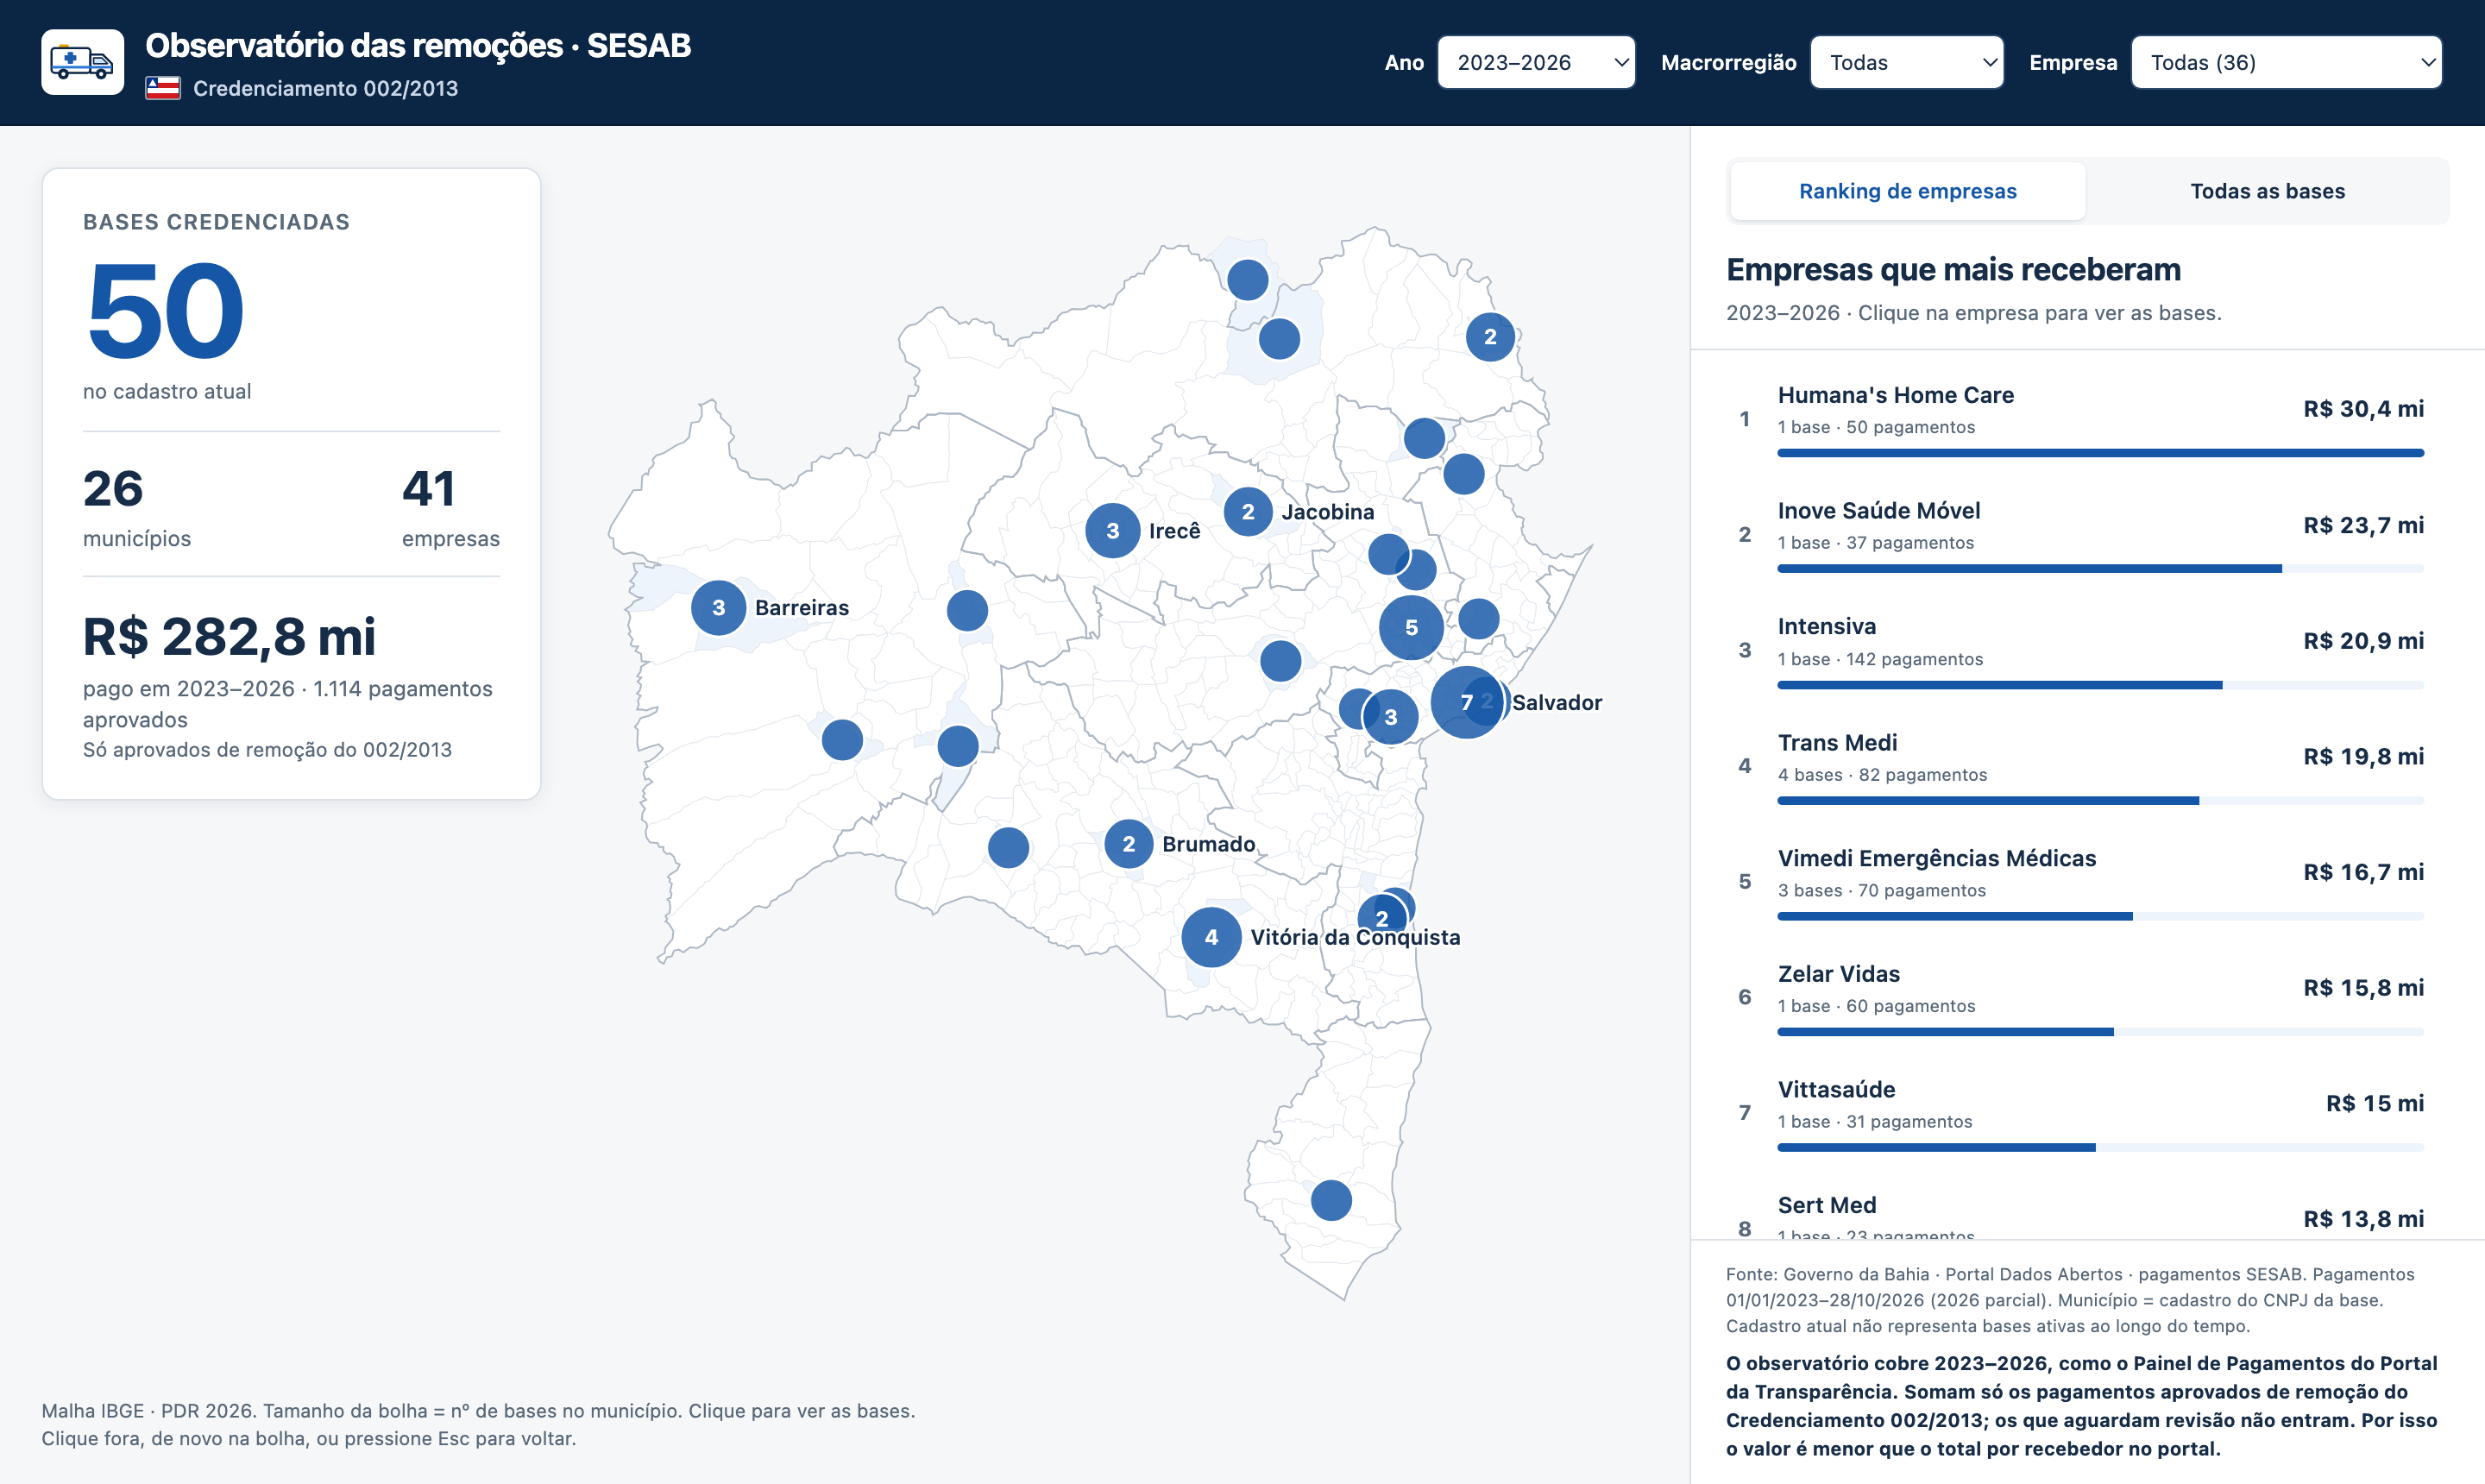 Observatório das remoções · SESAB
Credenciamento 002/2013
Ano
2023–2026
Macrorregião
Todas
Empresa
Todas (36)
BASES CREDENCIADAS
50
no cadastro atual
26
municípios
41
empresas
R$ 282,8 mi
pago em 2023–2026 · 1.114 pagamentos
aprovados
Só aprovados de remoção do 002/2013
2
2
Jacobina
3
Irecê
3
Barreiras
5
7
2
Salvador
3
2
Brumado
2
4
Vitória da Conquista
Malha IBGE · PDR 2026. Tamanho da bolha = nº de bases no município. Clique para ver as bases.
Clique fora, de novo na bolha, ou pressione Esc para voltar.
Ranking de empresas
Todas as bases
Empresas que mais receberam
2023–2026 · Clique na empresa para ver as bases.
1
Humana's Home Care
1 base · 50 pagamentos
R$ 30,4 mi
2
Inove Saúde Móvel
1 base · 37 pagamentos
R$ 23,7 mi
3
Intensiva
1 base · 142 pagamentos
R$ 20,9 mi
4
Trans Medi
4 bases · 82 pagamentos
R$ 19,8 mi
5
Vimedi Emergências Médicas
3 bases · 70 pagamentos
R$ 16,7 mi
6
Zelar Vidas
1 base · 60 pagamentos
R$ 15,8 mi
7
Vittasaúde
1 base · 31 pagamentos
R$ 15 mi
8
Sert Med
1 base · 23 pagamentos
R$ 13,8 mi
Fonte: Governo da Bahia · Portal Dados Abertos · pagamentos SESAB. Pagamentos
01/01/2023–28/10/2026 (2026 parcial). Município = cadastro do CNPJ da base.
Cadastro atual não representa bases ativas ao longo do tempo.
O observatório cobre 2023–2026, como o Painel de Pagamentos do Portal
da Transparência. Somam só os pagamentos aprovados de remoção do
Credenciamento 002/2013; os que aguardam revisão não entram. Por isso
o valor é menor que o total por recebedor no portal.